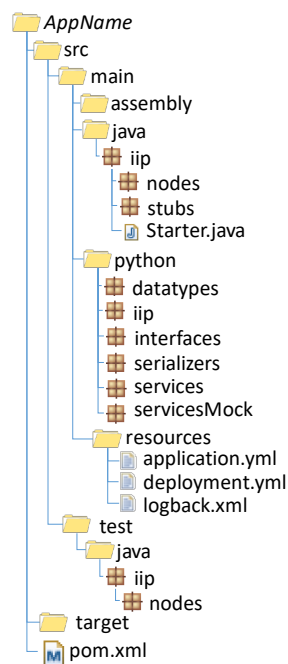 AppName
src
main
assembly
java
iip
nodes
stubs
Starter.java
python
datatypes
iip
interfaces
serializers
services
servicesMock
resources
application.yml
deployment.yml
logback.xml
test
java
iip
nodes
target
pom.xml